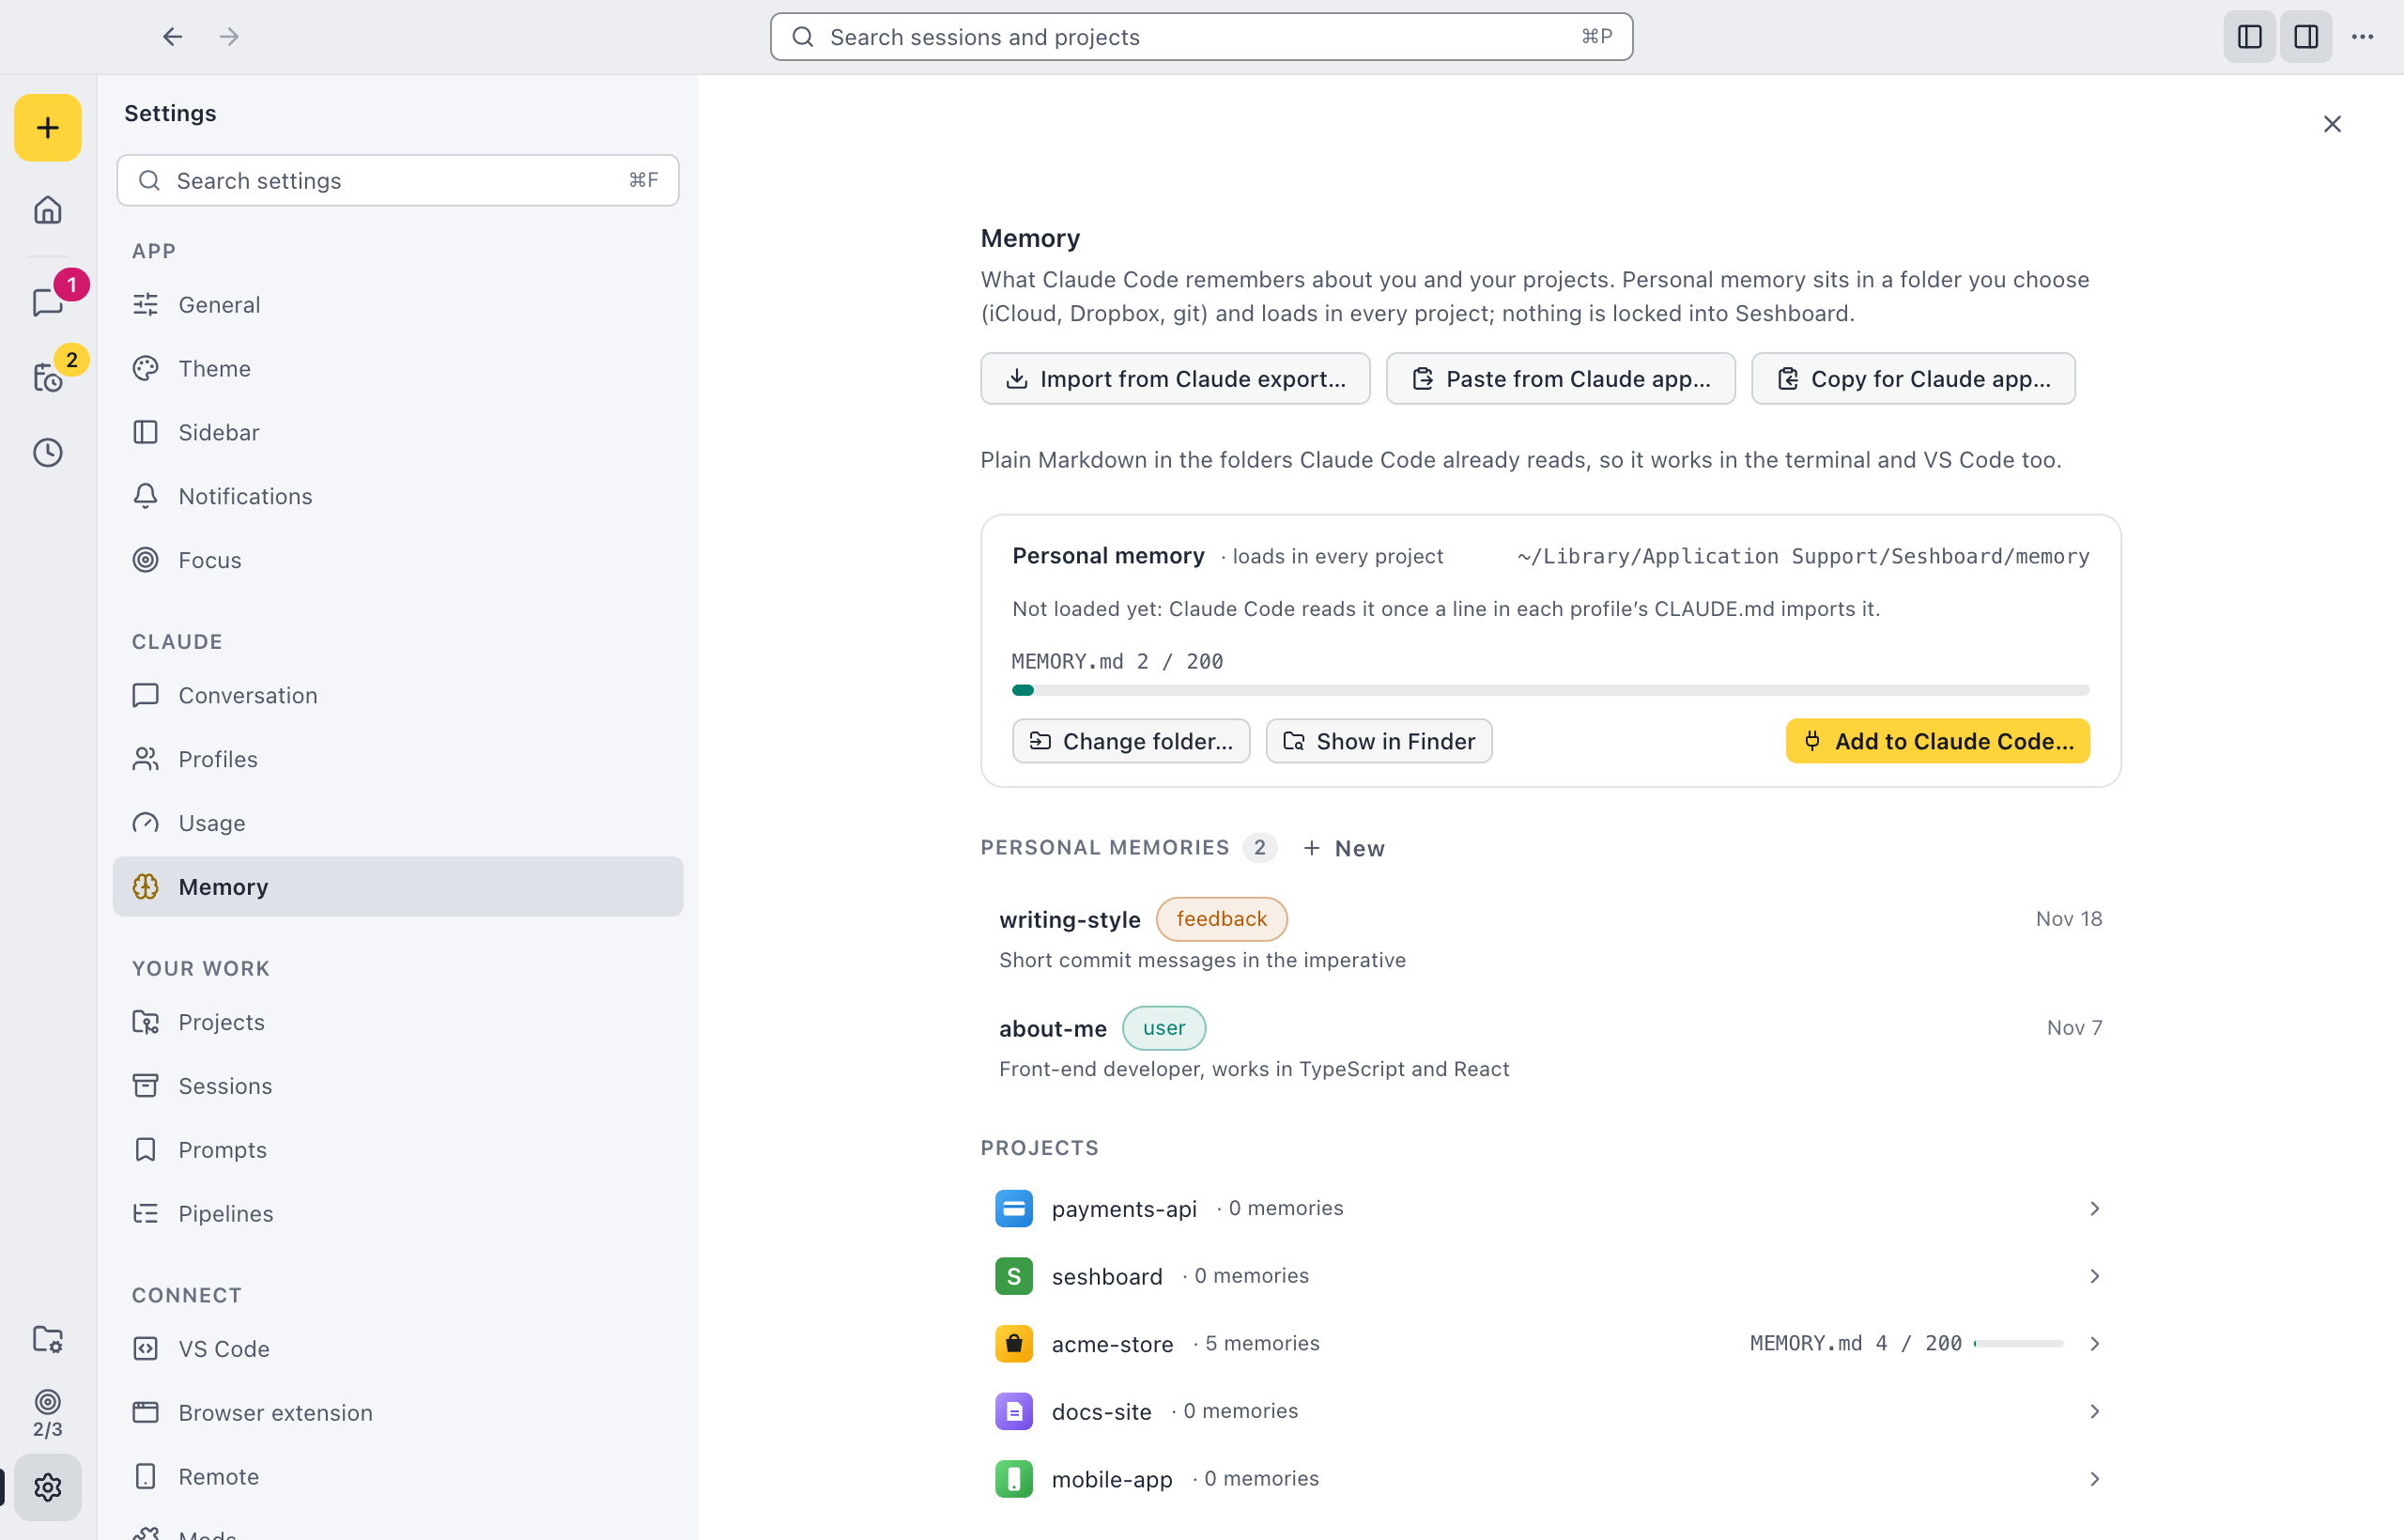 Search sessions and projects ⌘P
Settings
Search settings ⌘F
APP
General
Theme
Sidebar
Notifications
Focus
CLAUDE
Conversation
Profiles
Usage
Memory
YOUR WORK
Projects
Sessions
Prompts
Pipelines
CONNECT
VS Code
Browser extension
Remote
Mods
1
2
2/3
Memory
What Claude Code remembers about you and your projects. Personal memory sits in a folder you choose
(iCloud, Dropbox, git) and loads in every project; nothing is locked into Seshboard.
Import from Claude export... Paste from Claude app... Copy for Claude app...
Plain Markdown in the folders Claude Code already reads, so it works in the terminal and VS Code too.
Personal memory · loads in every project ~/Library/Application Support/Seshboard/memory
Not loaded yet: Claude Code reads it once a line in each profile’s CLAUDE.md imports it.
MEMORY.md 2 / 200
Change folder... Show in Finder Add to Claude Code...
PERSONAL MEMORIES 2 + New
writing-style feedback Nov 18
Short commit messages in the imperative
about-me user Nov 7
Front-end developer, works in TypeScript and React
PROJECTS
payments-api · 0 memories
S seshboard · 0 memories
acme-store · 5 memories MEMORY.md 4 / 200
docs-site · 0 memories
mobile-app · 0 memories